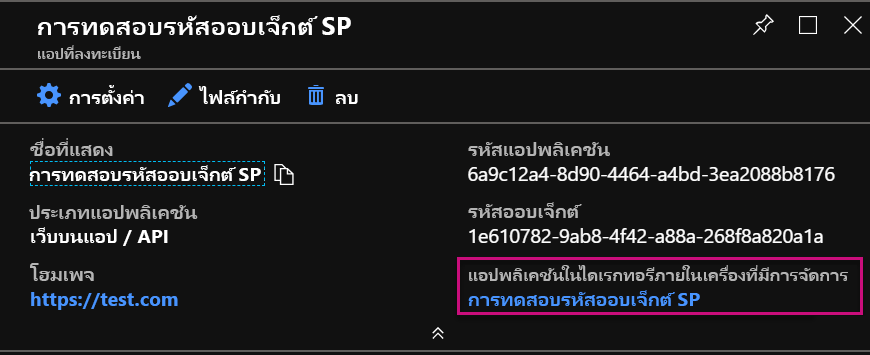 การทดสอบรหัสออบเจ็กต์ SP
แอปที่ลงทะเบียน
การตั้งค่า ไฟล์กำกับ ลบ
ชื่อที่แสดง
การทดสอบรหัสออบเจ็กต์ SP
ประเภทแอปพลิเคชัน
เว็บบนแอป / API
โฮมเพจ
https://test.com
รหัสแอปพลิเคชัน
6a9c12a4-8d90-4464-a4bd-3ea2088b8176
รหัสออบเจ็กต์
1e610782-9ab8-4f42-a88a-268f8a820a1a
แอปพลิเคชันในไดเรกทอรีภายในเครื่องที่มีการจัดการ
การทดสอบรหัสออบเจ็กต์ SP